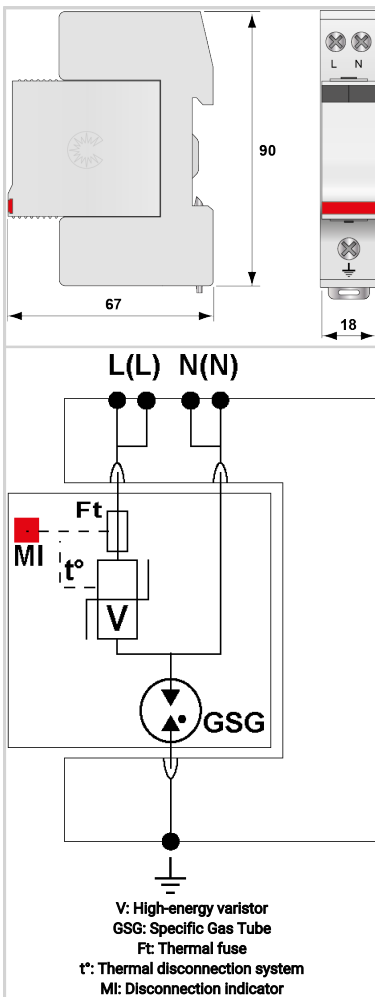 L N
90
67
18
L(L) N(N)
Ft
MI
t°
V
GSG
V: High-energy varistor
GSG: Specific Gas Tube
Ft: Thermal fuse
t°: Thermal disconnection system
MI: Disconnection indicator